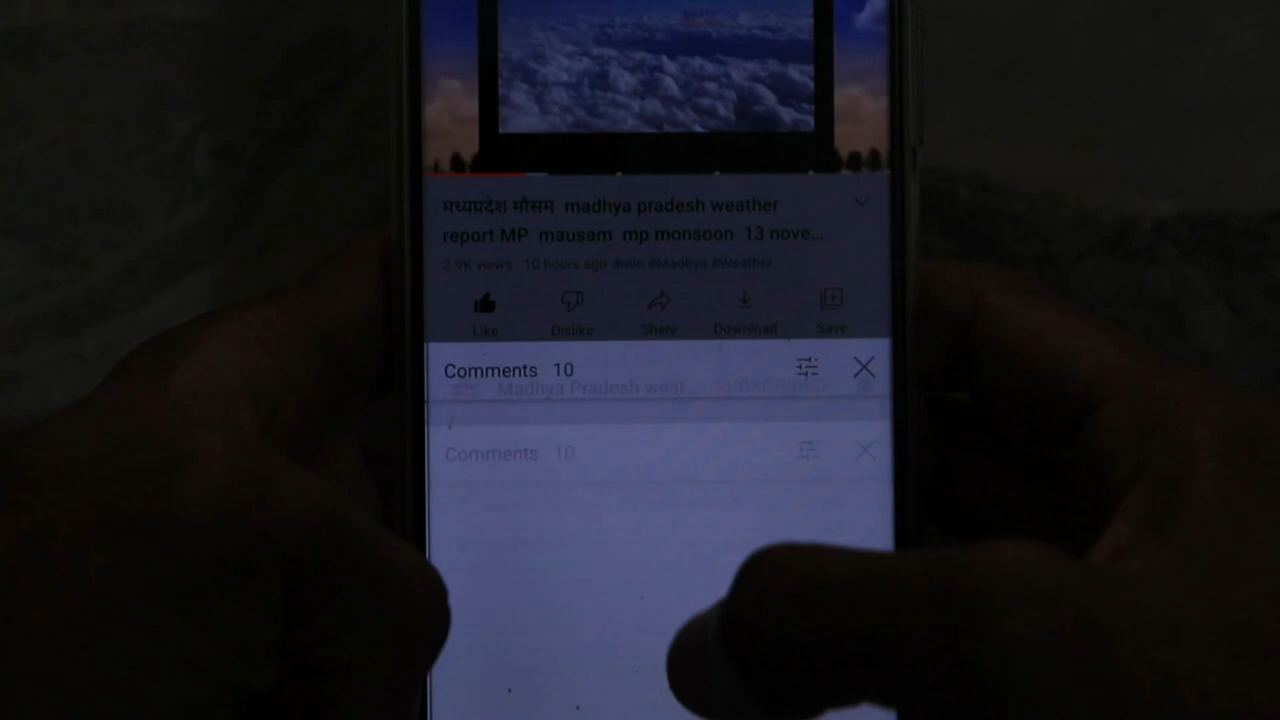 मध्यप्रदेश मौसम madhya pradesh weather
report MP mausam mp monsoon 13 nove...
2.9K views · 10 hours ago #rain #Madhya #Weather
Like Dislike Share Download Save
Comments 10
Madhya Pradesh weat... SUBSCRIBED
Comments 10